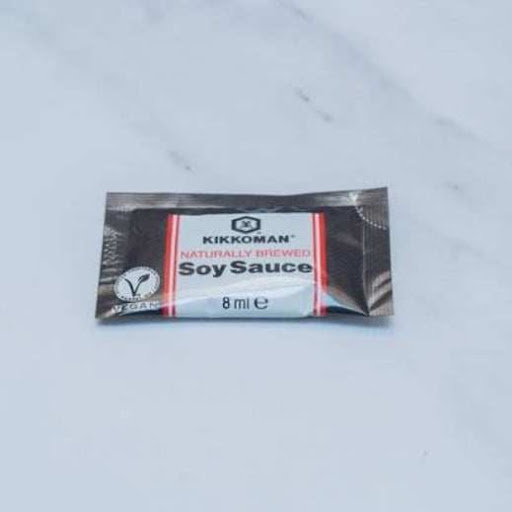 KIKKOMAN
NATURALLY BREWED
Soy Sauce
8 ml ℮
VEGAN